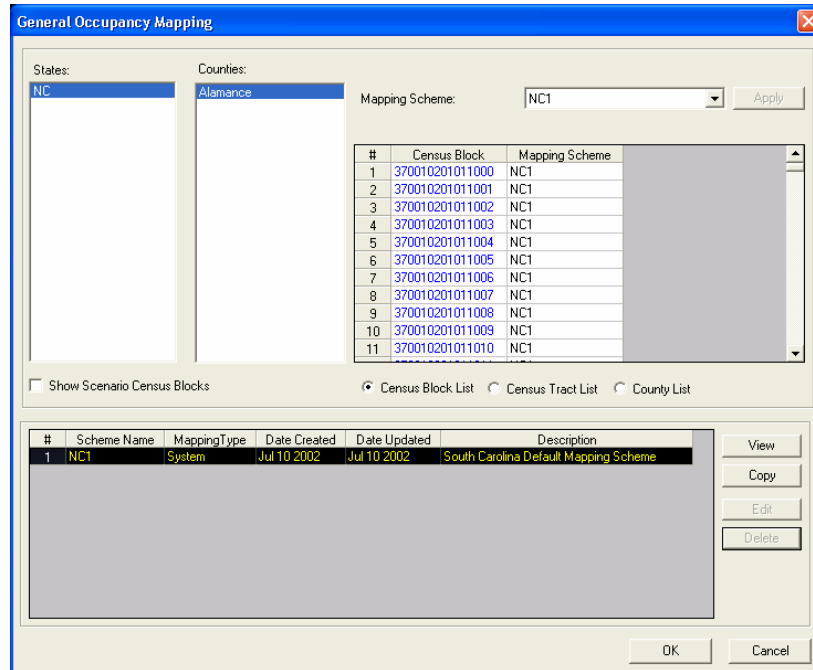 General Occupancy Mapping
States:
Counties:
NC
Alamance
Mapping Scheme:
NC1
Apply
# Census Block Mapping Scheme
1 370010201011000 NC1
2 370010201011001 NC1
3 370010201011002 NC1
4 370010201011003 NC1
5 370010201011004 NC1
6 370010201011005 NC1
7 370010201011006 NC1
8 370010201011007 NC1
9 370010201011008 NC1
10 370010201011009 NC1
11 370010201011010 NC1
Show Scenario Census Blocks
Census Block List Census Tract List County List
# Scheme Name MappingType Date Created Date Updated Description
1 NC1 System Jul 10 2002 Jul 10 2002 South Carolina Default Mapping Scheme
View
Copy
Edit
Delete
OK Cancel